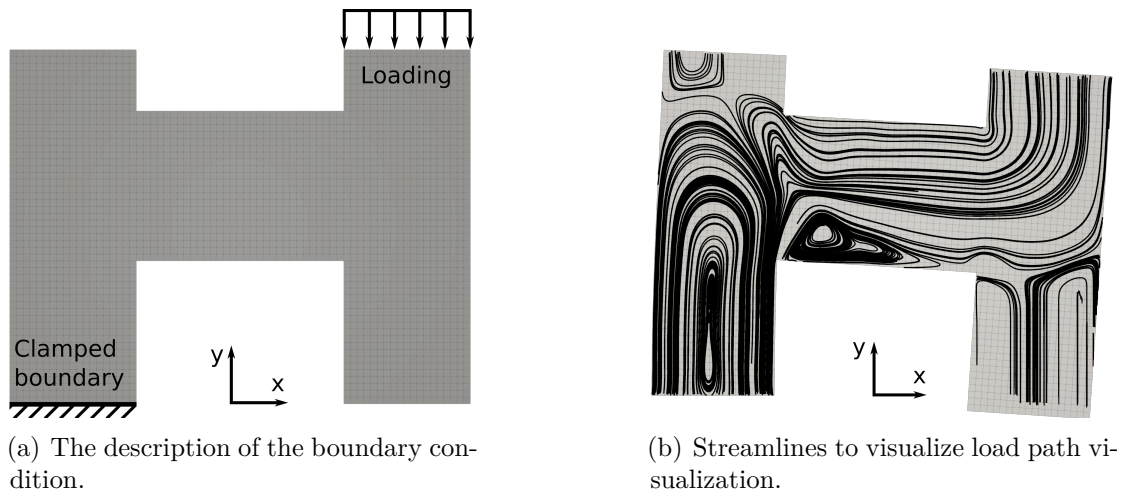 Loading
Clamped
boundary
y
x
(a) The description of the boundary con-
dition.
y
x
(b) Streamlines to visualize load path vi-
sualization.